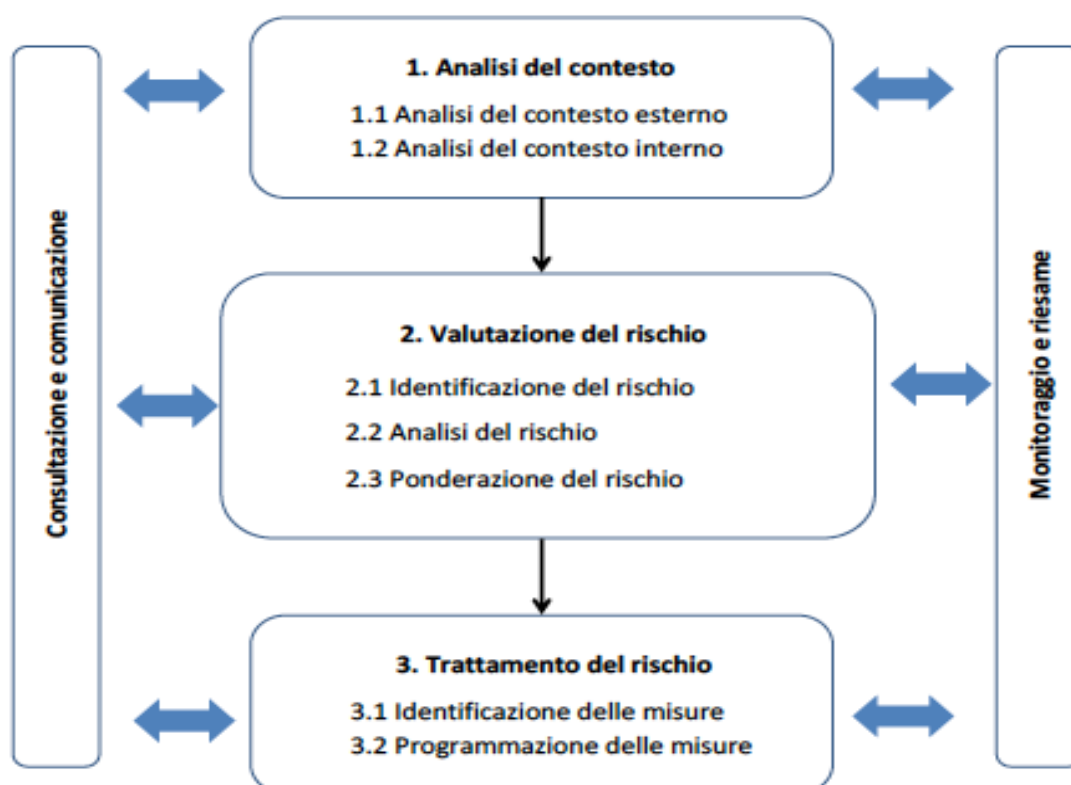 Consultazione e comunicazione
1. Analisi del contesto
1.1 Analisi del contesto esterno
1.2 Analisi del contesto interno
2. Valutazione del rischio
2.1 Identificazione del rischio
2.2 Analisi del rischio
2.3 Ponderazione del rischio
3. Trattamento del rischio
3.1 Identificazione delle misure
3.2 Programmazione delle misure
Monitoraggio e riesame